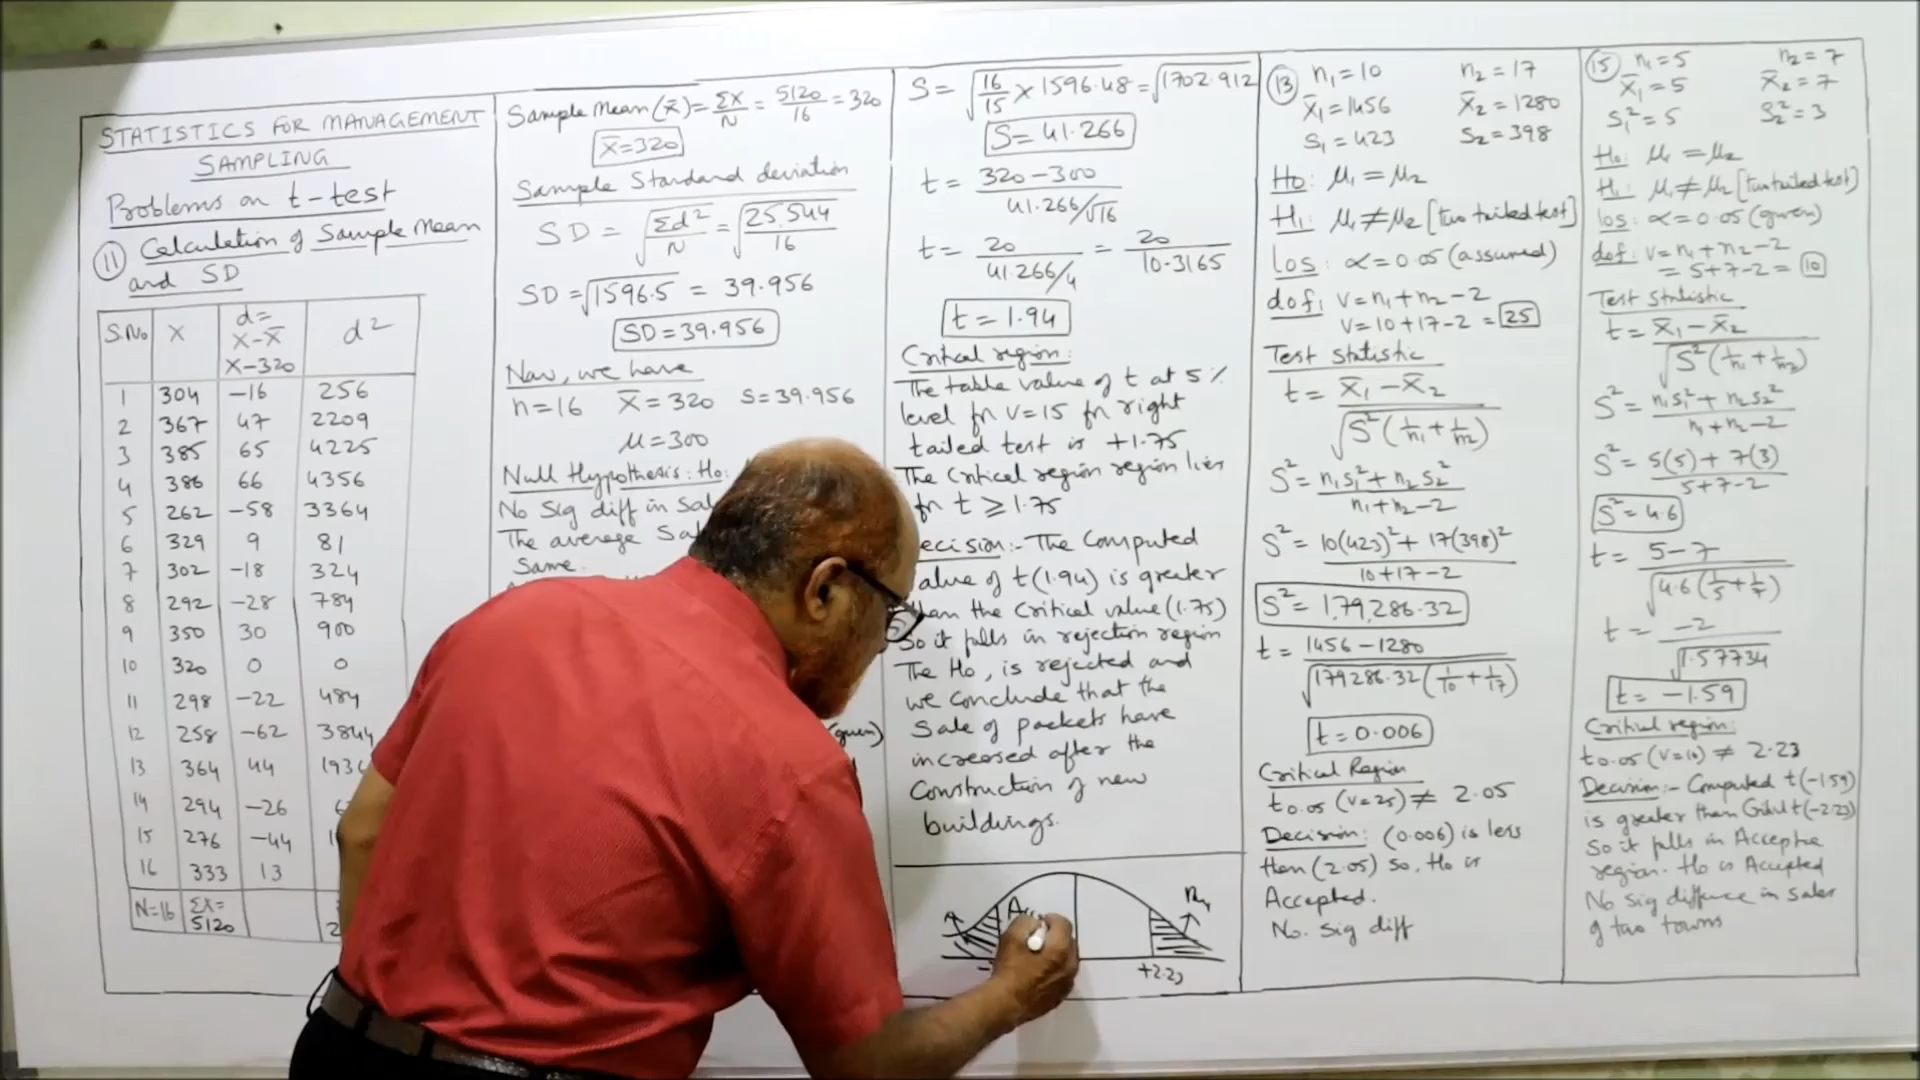 STATISTICS FOR MANAGEMENT
SAMPLING
Problems on t-test
(11) Calculation of Sample Mean
and SD
S.No X d= X-X̄ X-320 d²
1 304 -16 256
2 367 47 2209
3 385 65 4225
4 386 66 4356
5 262 -58 3364
6 329 9 81
7 302 -18 324
8 292 -28 784
9 350 30 900
10 320 0 0
11 298 -22 484
12 258 -62 3844
13 364 44 193
14 294 -26
15 276 -44
16 333 13
N=16 ΣX= 5120
Sample Mean (x̄) = ΣX/N = 5120/16 = 320
x̄=320
Sample Standard deviation
SD = √(Σd²/N) = √(25,544/16)
SD = √1596.5 = 39.956
SD = 39.956
Now, we have
n=16 x̄=320 s=39.956
μ=300
Null Hypothesis: Ho:
No Sig diff in Sal
The average Sa
Same.
(given)
S = √(16/15 × 1596.48) = √1702.912
S = 41.266
t = (320-300)/(41.266/√16)
t = 20/(41.266/4) = 20/10.3165
t = 1.94
Critical region:
The table value of t at 5%
level for v=15 for right
tailed test is +1.75
The Critical region region lies
for t ≥ 1.75
ecision:- The Computed
alue of t(1.94) is greater
han the critical value (1.75)
So it falls in rejection region
The Ho, is rejected and
we conclude that the
Sale of packets have
increased after the
Construction of new
buildings.
+2.23
(13) n₁=10 n₂=17
x̄₁=1456 x̄₂=1280
S₁=423 S₂=398
Ho: μ₁=μ₂
H₁: μ₁≠μ₂ [two tailed test]
los: α=0.05 (assumed)
dof: v=n₁+n₂-2
v=10+17-2 = 25
Test statistic
t = (x̄₁-x̄₂)/√(S²(1/n₁+1/n₂))
S² = (n₁s₁²+n₂s₂²)/(n₁+n₂-2)
S² = (10(423)²+17(398)²)/(10+17-2)
S² = 1,79,286.32
t = (1456-1280)/√(179286.32(1/10+1/17))
t = 0.006
Critical Region
t0.05 (v=25) ≠ 2.05
Decision: (0.006) is less
then (2.05) so, Ho is
Accepted.
No. sig diff
(15) n₁=5 n₂=7
x̄₁=5 x̄₂=7
S₁²=5 S₂²=3
Ho: μ₁=μ₂
H₁: μ₁≠μ₂ [two tailed test]
los: α=0.05 (given)
dof: v=n₁+n₂-2
=5+7-2= 10
Test Statistic
t = (x̄₁-x̄₂)/√(S²(1/n₁+1/n₂))
S² = (n₁s₁²+n₂s₂²)/(n₁+n₂-2)
S² = (5(5)+7(3))/(5+7-2)
S² = 4.6
t = (5-7)/√(4.6(1/5+1/7))
t = -2/√1.57734
t = -1.59
Critical region:
t0.05 (v=10) ≠ 2.23
Decision:- Computed t(-1.59)
is greater than t(-2.23)
So it falls in
region. Ho is Accepted
No sig diffence in sales
of two towns